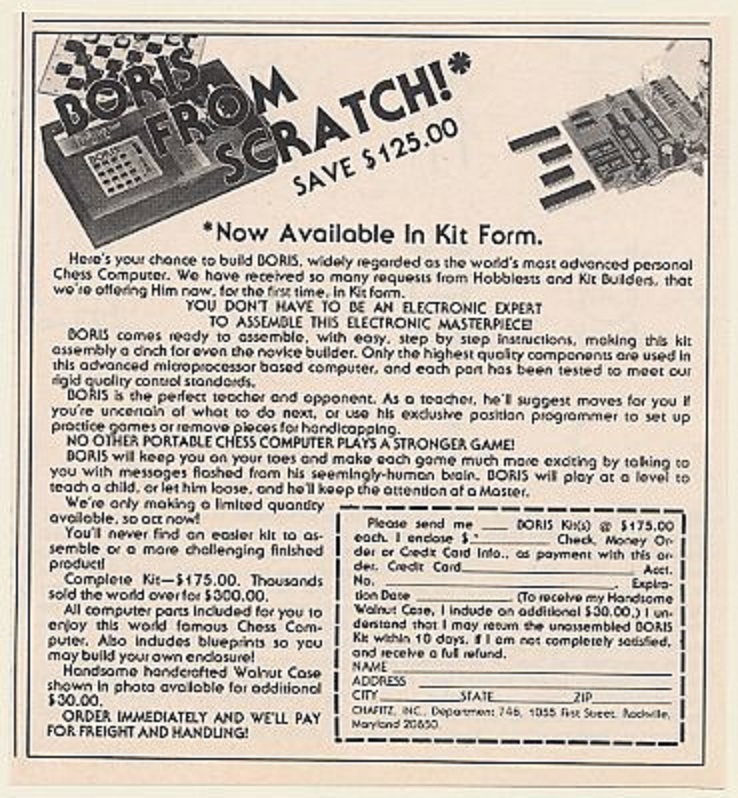 BORIS
FROM
SCRATCH!*
SAVE $125.00
*Now Available In Kit Form.
Here's your chance to build BORIS, widely regarded as the world's most advanced personal
Chess Computer. We have received so many requests from Hobbiests and Kit Builders, that
we're offering Him now, for the first time, in Kit form.
YOU DON'T HAVE TO BE AN ELECTRONIC EXPERT
TO ASSEMBLE THIS ELECTRONIC MASTERPIECE!
BORIS comes ready to assemble, with easy, step by step instructions, making this kit
assembly a cinch for even the novice builder. Only the highest quality components are used in
this advanced microprocessor based computer, and each part has been tested to meet our
rigid quality control standards.
BORIS is the perfect teacher and opponent. As a teacher, he'll suggest moves for you if
you're uncertain of what to do next, or use his exclusive position programmer to set up
practice games or remove pieces for handicapping.
NO OTHER PORTABLE CHESS COMPUTER PLAYS A STRONGER GAME!
BORIS will keep you on your toes and make each game much more exciting by talking to
you with messages flashed from his seemingly-human brain. BORIS will play at a level to
teach a child, or let him loose, and he'll keep the attention of a Master.
We're only making a limited quantity
available, so act now!
You'll never find an easier kit to as-
semble or a more challenging finished
product!
Complete Kit—$175.00. Thousands
sold the world over for $300.00.
All computer parts included for you to
enjoy this world famous Chess Com-
puter. Also includes blueprints so you
may build your own enclosure!
Handsome handcrafted Walnut Case
shown in photo available for additional
$30.00.
ORDER IMMEDIATELY AND WE'LL PAY
FOR FREIGHT AND HANDLING!
Please send me ___ BORIS Kit(s) @ $175.00
each. I enclose $.* ________ Check, Money Or-
der or Credit Card Info., as payment with this or-
der. Credit Card ________ Acct.
No. ________. Expira-
tion Date ________. (To receive my Handsome
Walnut Case, I include an additional $30.00.) I un-
derstand that I may return the unassembled BORIS
Kit within 10 days, if I am not completely satisfied,
and receive a full refund.
NAME
ADDRESS
CITY ________ STATE ________ ZIP
CHAFITZ, INC., Department 746, 1055 First Street, Rockville,
Maryland 20850.